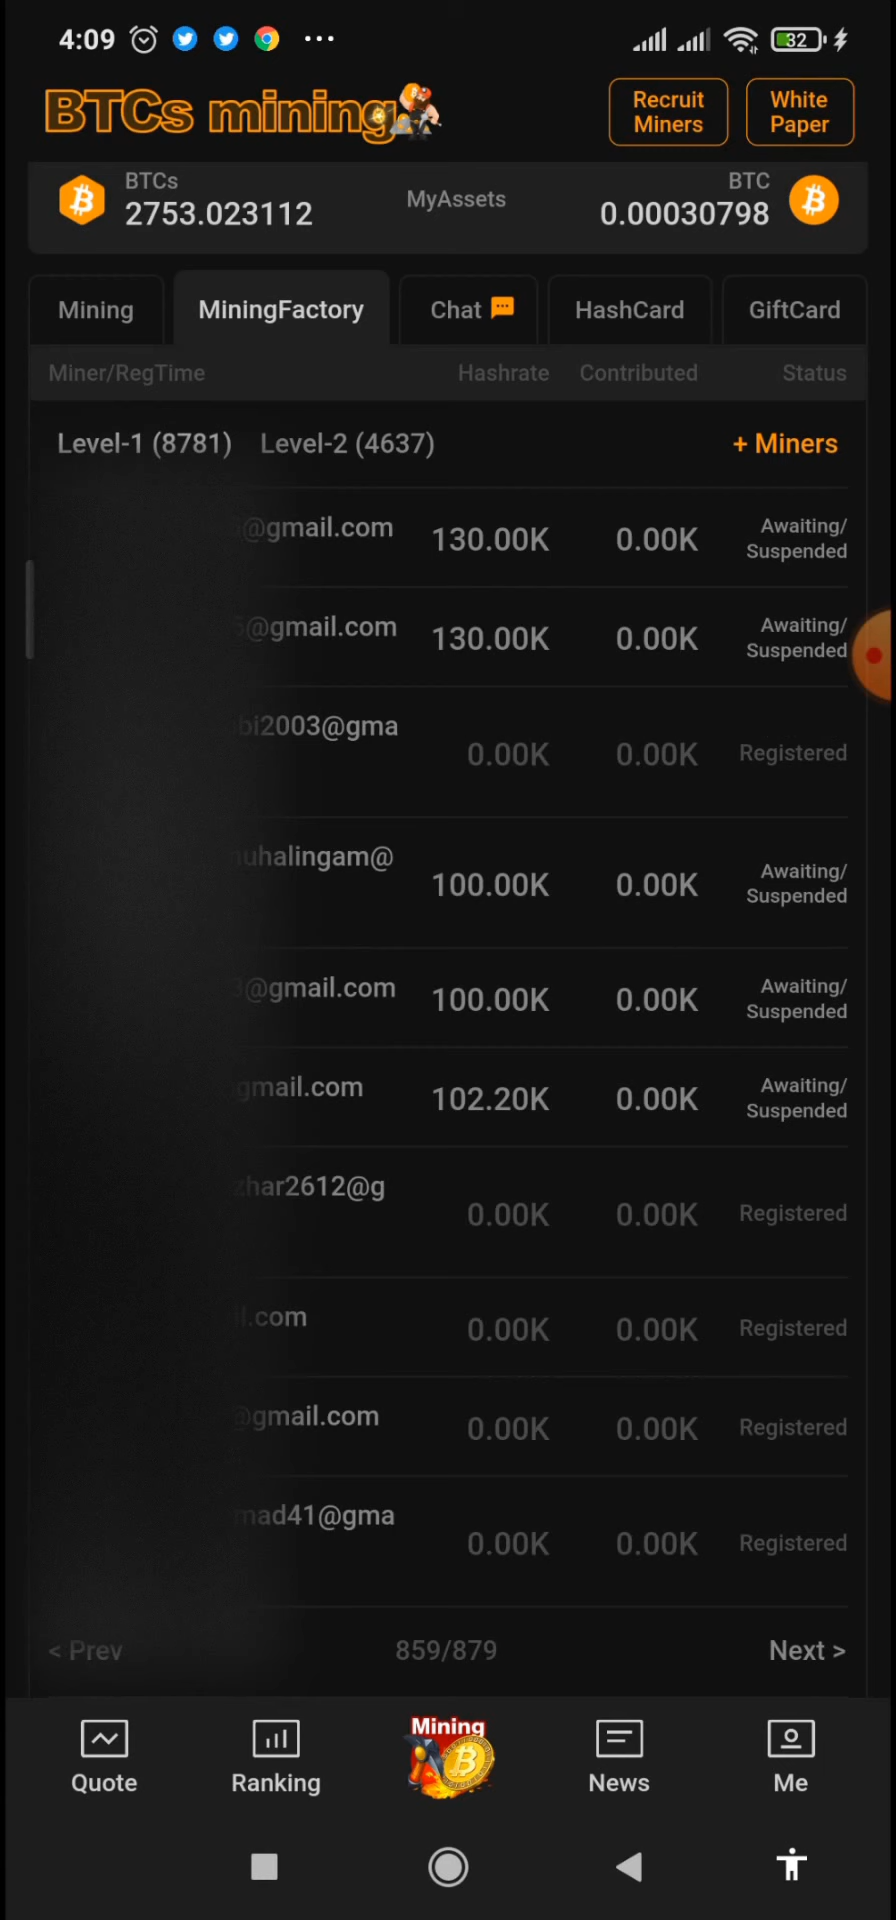 4:09 ... 32
BTCs mining
Recruit
Miners
White
Paper
BTCs
2753.023112
MyAssets
BTC
0.00030798
Mining MiningFactory Chat HashCard GiftCard
Miner/RegTime Hashrate Contributed Status
Level-1 (8781) Level-2 (4637) + Miners
@gmail.com 130.00K 0.00K Awaiting/
Suspended
@gmail.com 130.00K 0.00K Awaiting/
Suspended
bi2003@gma
0.00K 0.00K Registered
uhalingam@
100.00K 0.00K Awaiting/
Suspended
@gmail.com 100.00K 0.00K Awaiting/
Suspended
gmail.com 102.20K 0.00K Awaiting/
Suspended
zhar2612@g
0.00K 0.00K Registered
il.com
0.00K 0.00K Registered
@gmail.com
0.00K 0.00K Registered
mad41@gma
0.00K 0.00K Registered
< Prev 859/879 Next >
Mining
Quote Ranking News Me